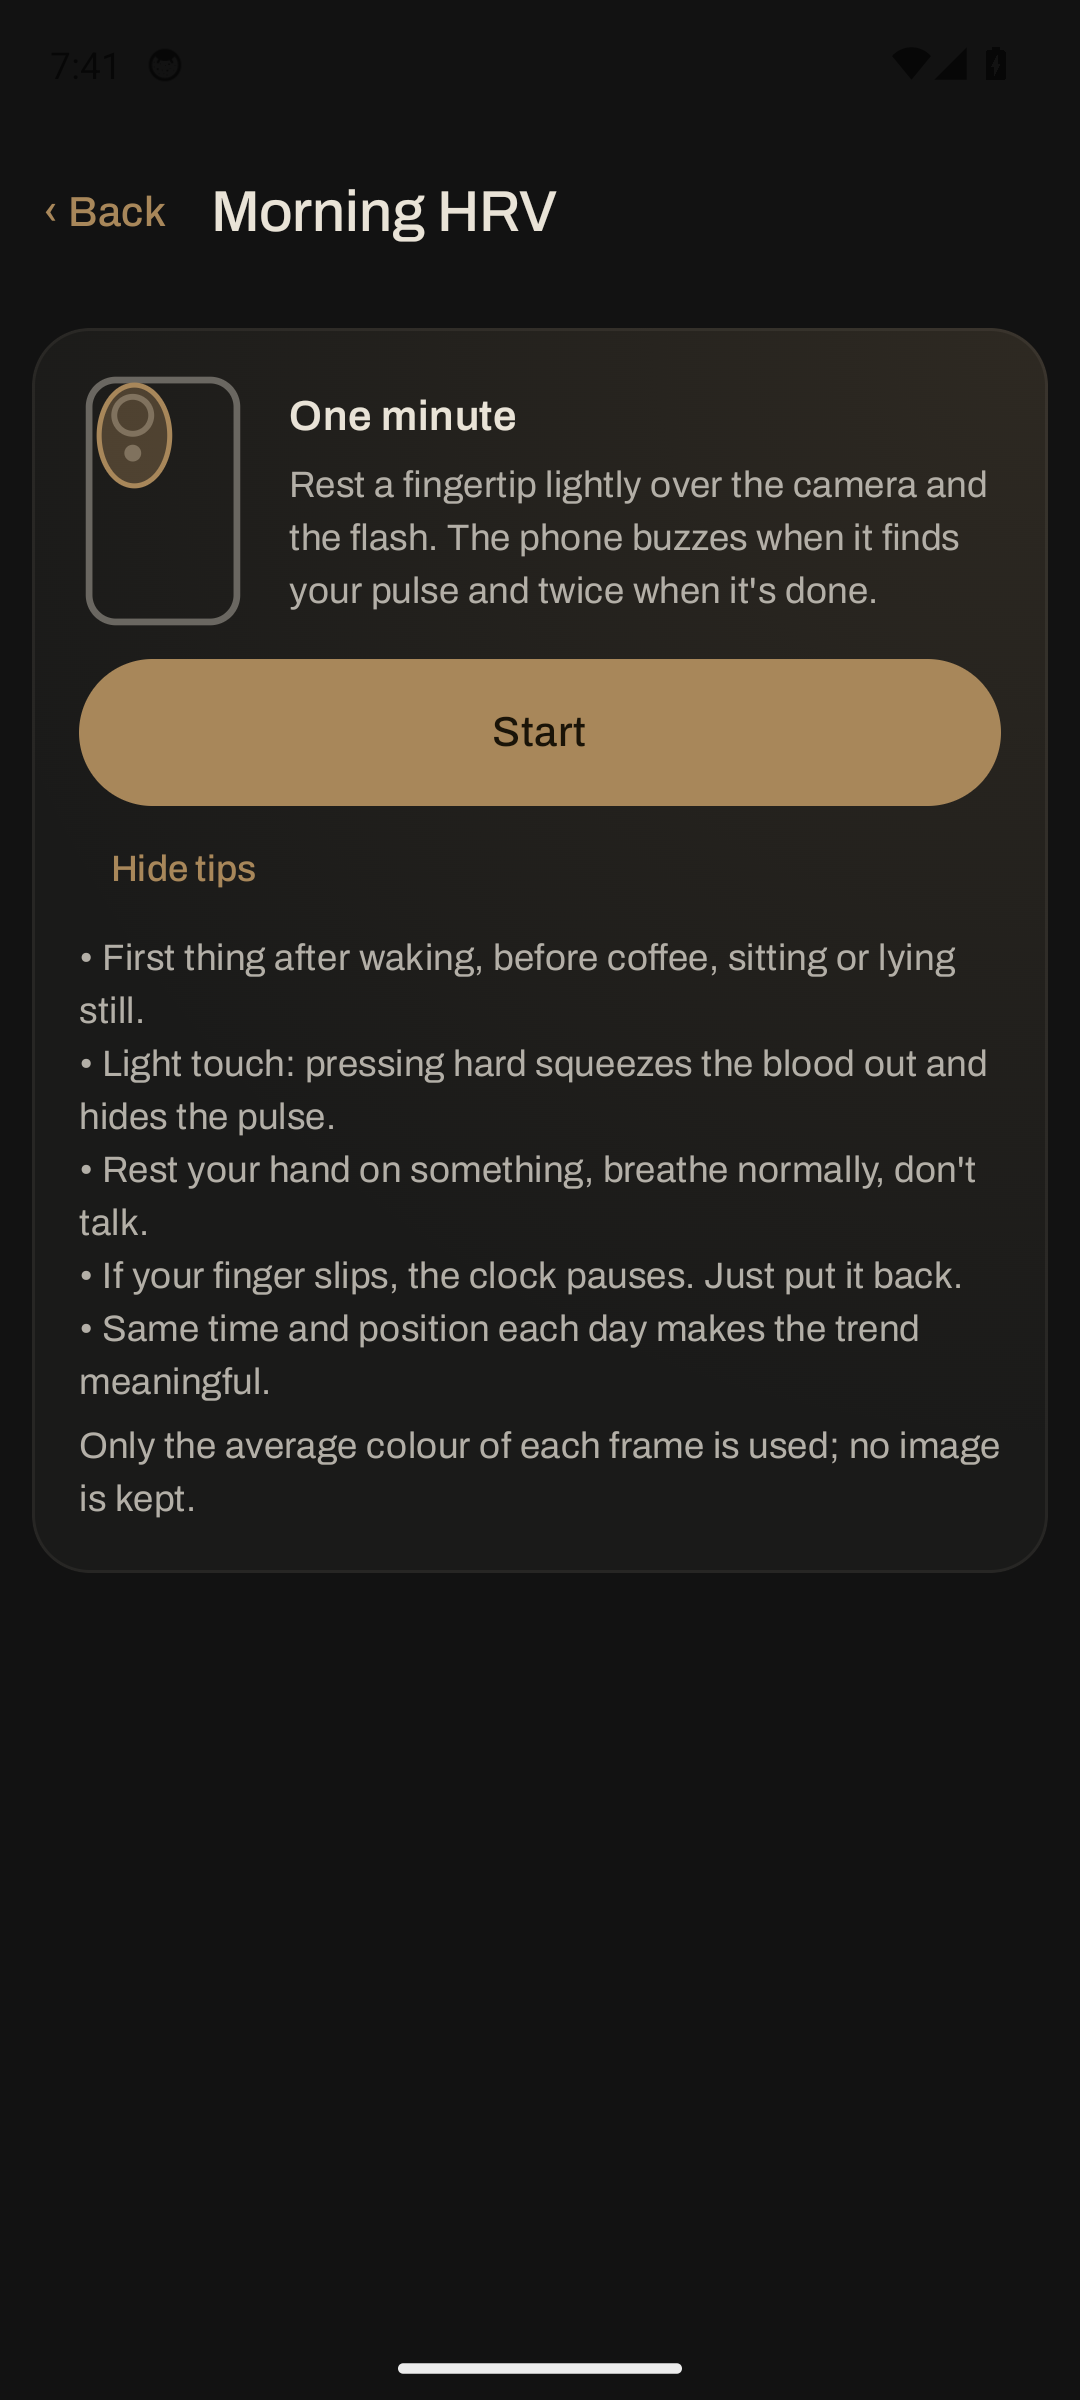 7:41
‹ Back Morning HRV
One minute
Rest a fingertip lightly over the camera and
the flash. The phone buzzes when it finds
your pulse and twice when it's done.
Start
Hide tips
• First thing after waking, before coffee, sitting or lying
still.
• Light touch: pressing hard squeezes the blood out and
hides the pulse.
• Rest your hand on something, breathe normally, don't
talk.
• If your finger slips, the clock pauses. Just put it back.
• Same time and position each day makes the trend
meaningful.
Only the average colour of each frame is used; no image
is kept.